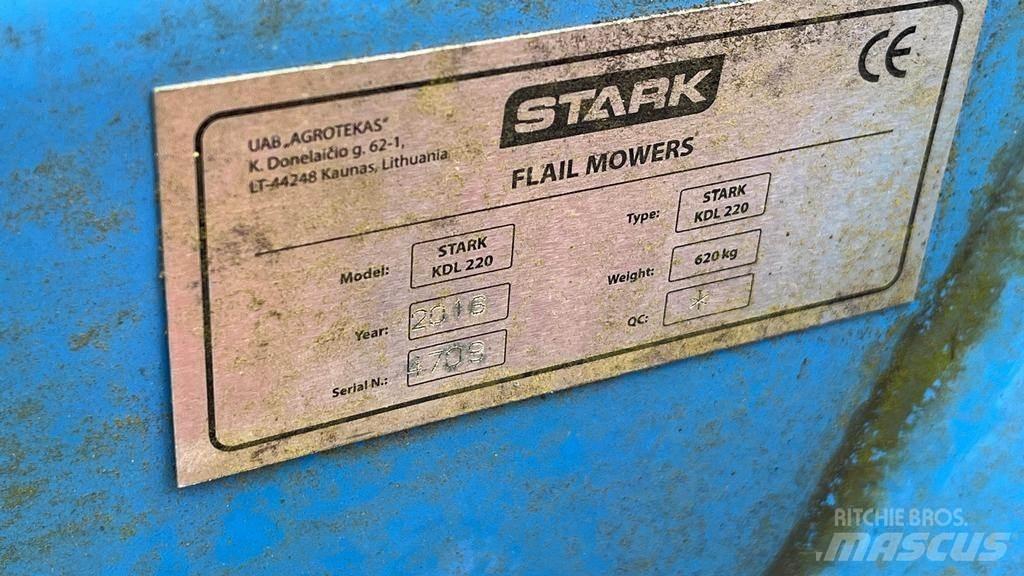 UAB „AGROTEKAS"
K. Donelaičio g. 62-1,
LT-44248 Kaunas, Lithuania
STARK
CE
FLAIL MOWERS
Model: STARK KDL 220
Type: STARK KDL 220
Year: 2016
Weight: 620 kg
Serial N.: 4709
QC: *
RITCHIE BROS.
MASCUS